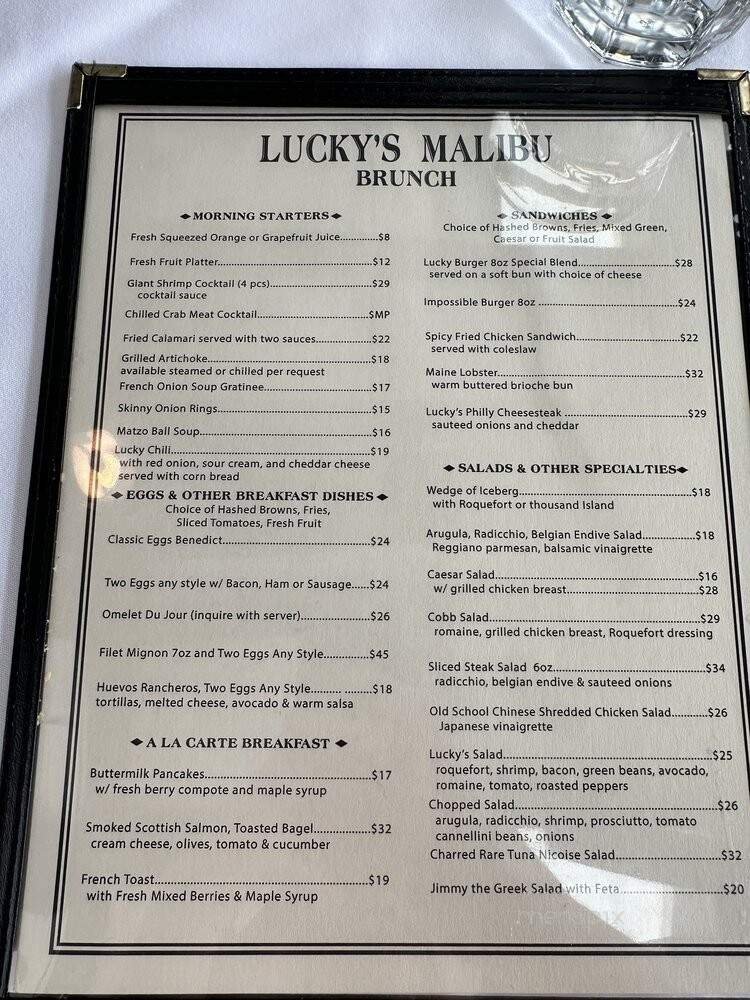 LUCKY'S MALIBU
BRUNCH
MORNING STARTERS
Fresh Squeezed Orange or Grapefruit Juice.............$8
Fresh Fruit Platter....................................................$12
Giant Shrimp Cocktail (4 pcs)..................................$29
cocktail sauce
Chilled Crab Meat Cocktail......................................$MP
Fried Calamari served with two sauces..................$22
Grilled Artichoke......................................................$18
available steamed or chilled per request
French Onion Soup Gratinee...................................$17
Skinny Onion Rings..................................................$15
Matzo Ball Soup........................................................$16
Lucky Chili.................................................................$19
with red onion, sour cream, and cheddar cheese
served with corn bread
EGGS & OTHER BREAKFAST DISHES
Choice of Hashed Browns, Fries,
Sliced Tomatoes, Fresh Fruit
Classic Eggs Benedict................................................$24
Two Eggs any style w/ Bacon, Ham or Sausage......$24
Omelet Du Jour (inquire with server).......................$26
Filet Mignon 7oz and Two Eggs Any Style..............$45
Huevos Rancheros, Two Eggs Any Style......... .........$18
tortillas, melted cheese, avocado & warm salsa
A LA CARTE BREAKFAST
Buttermilk Pancakes..................................................$17
w/ fresh berry compote and maple syrup
Smoked Scottish Salmon, Toasted Bagel.................$32
cream cheese, olives, tomato & cucumber
French Toast...............................................................$19
with Fresh Mixed Berries & Maple Syrup
SANDWICHES
Choice of Hashed Browns, Fries, Mixed Green,
Caesar or Fruit Salad
Lucky Burger 8oz Special Blend.............................$28
served on a soft bun with choice of cheese
Impossible Burger 8oz ..........................................$24
Spicy Fried Chicken Sandwich...............................$22
served with coleslaw
Maine Lobster.........................................................$32
warm buttered brioche bun
Lucky's Philly Cheesesteak ....................................$29
sauteed onions and cheddar
SALADS & OTHER SPECIALTIES
Wedge of Iceberg....................................................$18
with Roquefort or thousand Island
Arugula, Radicchio, Belgian Endive Salad................$18
Reggiano parmesan, balsamic vinaigrette
Caesar Salad.............................................................$16
w/ grilled chicken breast.......................................$28
Cobb Salad................................................................$29
romaine, grilled chicken breast, Roquefort dressing
Sliced Steak Salad 6oz..............................................$34
radicchio, belgian endive & sauteed onions
Old School Chinese Shredded Chicken Salad...........$26
Japanese vinaigrette
Lucky's Salad..............................................................$25
roquefort, shrimp, bacon, green beans, avocado,
romaine, tomato, roasted peppers
Chopped Salad............................................................$26
arugula, radicchio, shrimp, prosciutto, tomato
cannellini beans, onions
Charred Rare Tuna Nicoise Salad................................$32
Jimmy the Greek Salad with Feta...............................$20